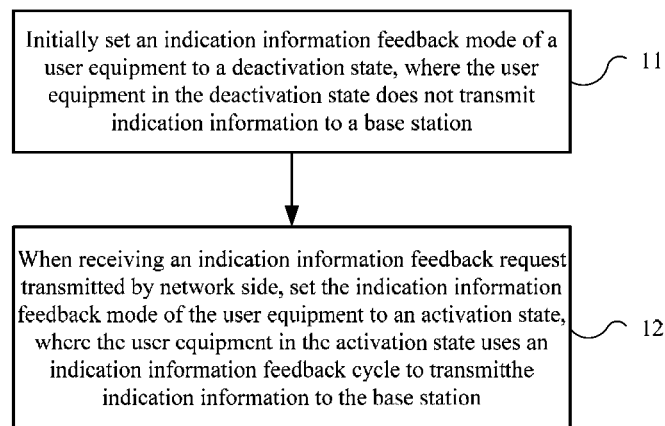 Initially set an indication information feedback mode of a
user equipment to a deactivation state, where the user
equipment in the deactivation state does not transmit
indication information to a base station
11
When receiving an indication information feedback request
transmitted by network side, set the indication information
feedback mode of the user equipment to an activation state,
where the user equipment in the activation state uses an
indication information feedback cycle to transmitthe
indication information to the base station
12